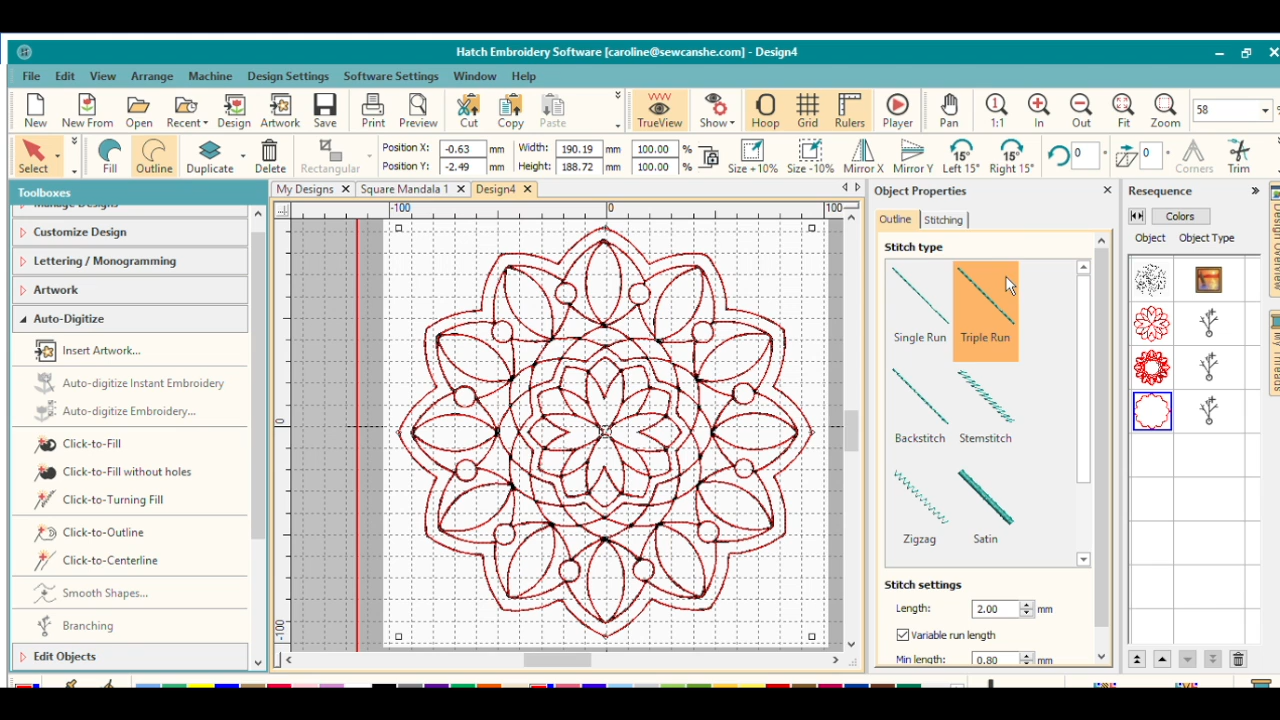 Hatch Embroidery Software [caroline@sewcanshe.com] - Design4
File Edit View Arrange Machine Design Settings Software Settings Window Help
New New From Open Recent Design Artwork Save Print Preview Cut Copy Paste TrueView Show Hoop Grid Rulers Player Pan 1:1 In Out Fit Zoom 58
Select Fill Outline Duplicate Delete Rectangular Position X: -0.63 mm Width: 190.19 mm 100.00 % Size +10% Size -10% Mirror X Mirror Y Left 15° Right 15° 0 ° 0 ° Corners Trim
Position Y: -2.49 mm Height: 188.72 mm 100.00 %
Toolboxes
Manage Designs
Customize Design
Lettering / Monogramming
Artwork
Auto-Digitize
Insert Artwork...
Auto-digitize Instant Embroidery
Auto-digitize Embroidery...
Click-to-Fill
Click-to-Fill without holes
Click-to-Turning Fill
Click-to-Outline
Click-to-Centerline
Smooth Shapes...
Branching
Edit Objects
My Designs Square Mandala 1 Design4
-100 0 100
0
-100
Object Properties
Outline Stitching
Stitch type
Single Run Triple Run
Backstitch Stemstitch
Zigzag Satin
Stitch settings
Length: 2.00 mm
Variable run length
Min length: 0.80 mm
Resequence
Colors
Object Object Type
Design Overview
My Threads